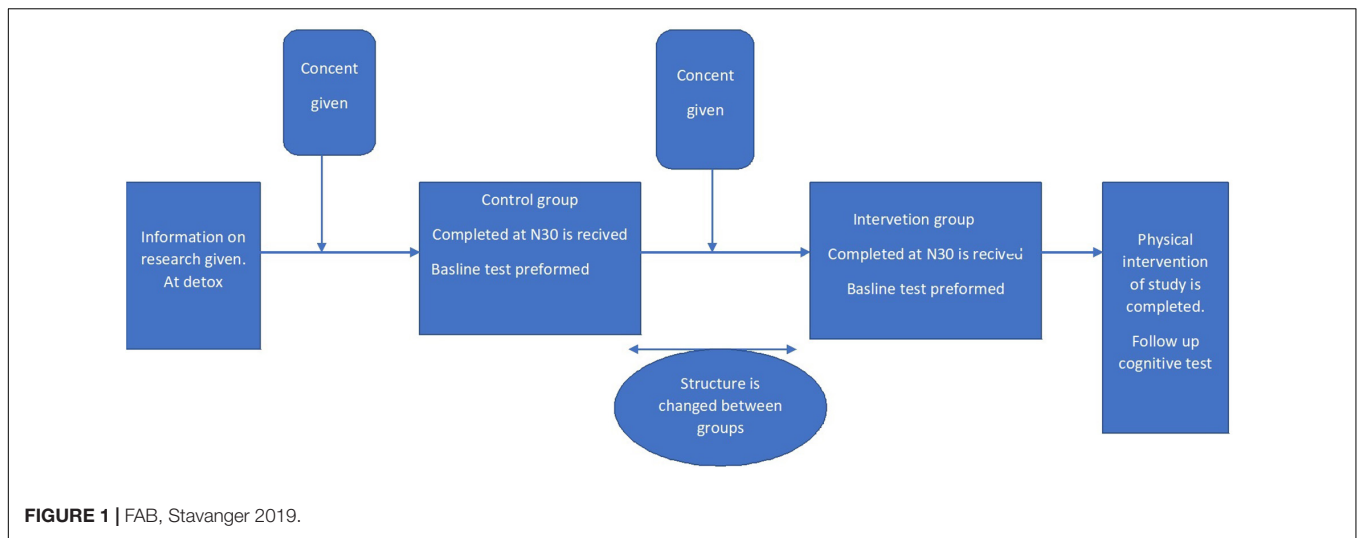 Concent
given
Concent
given
Information on
research given.
At detox
Control group
Completed at N30 is recived
Basline test preformed
Intervetion group
Completed at N30 is recived
Basline test preformed
Physical
intervention
of study is
completed.
Follow up
cognitive test
Structure is
changed between
groups
FIGURE 1 | FAB, Stavanger 2019.